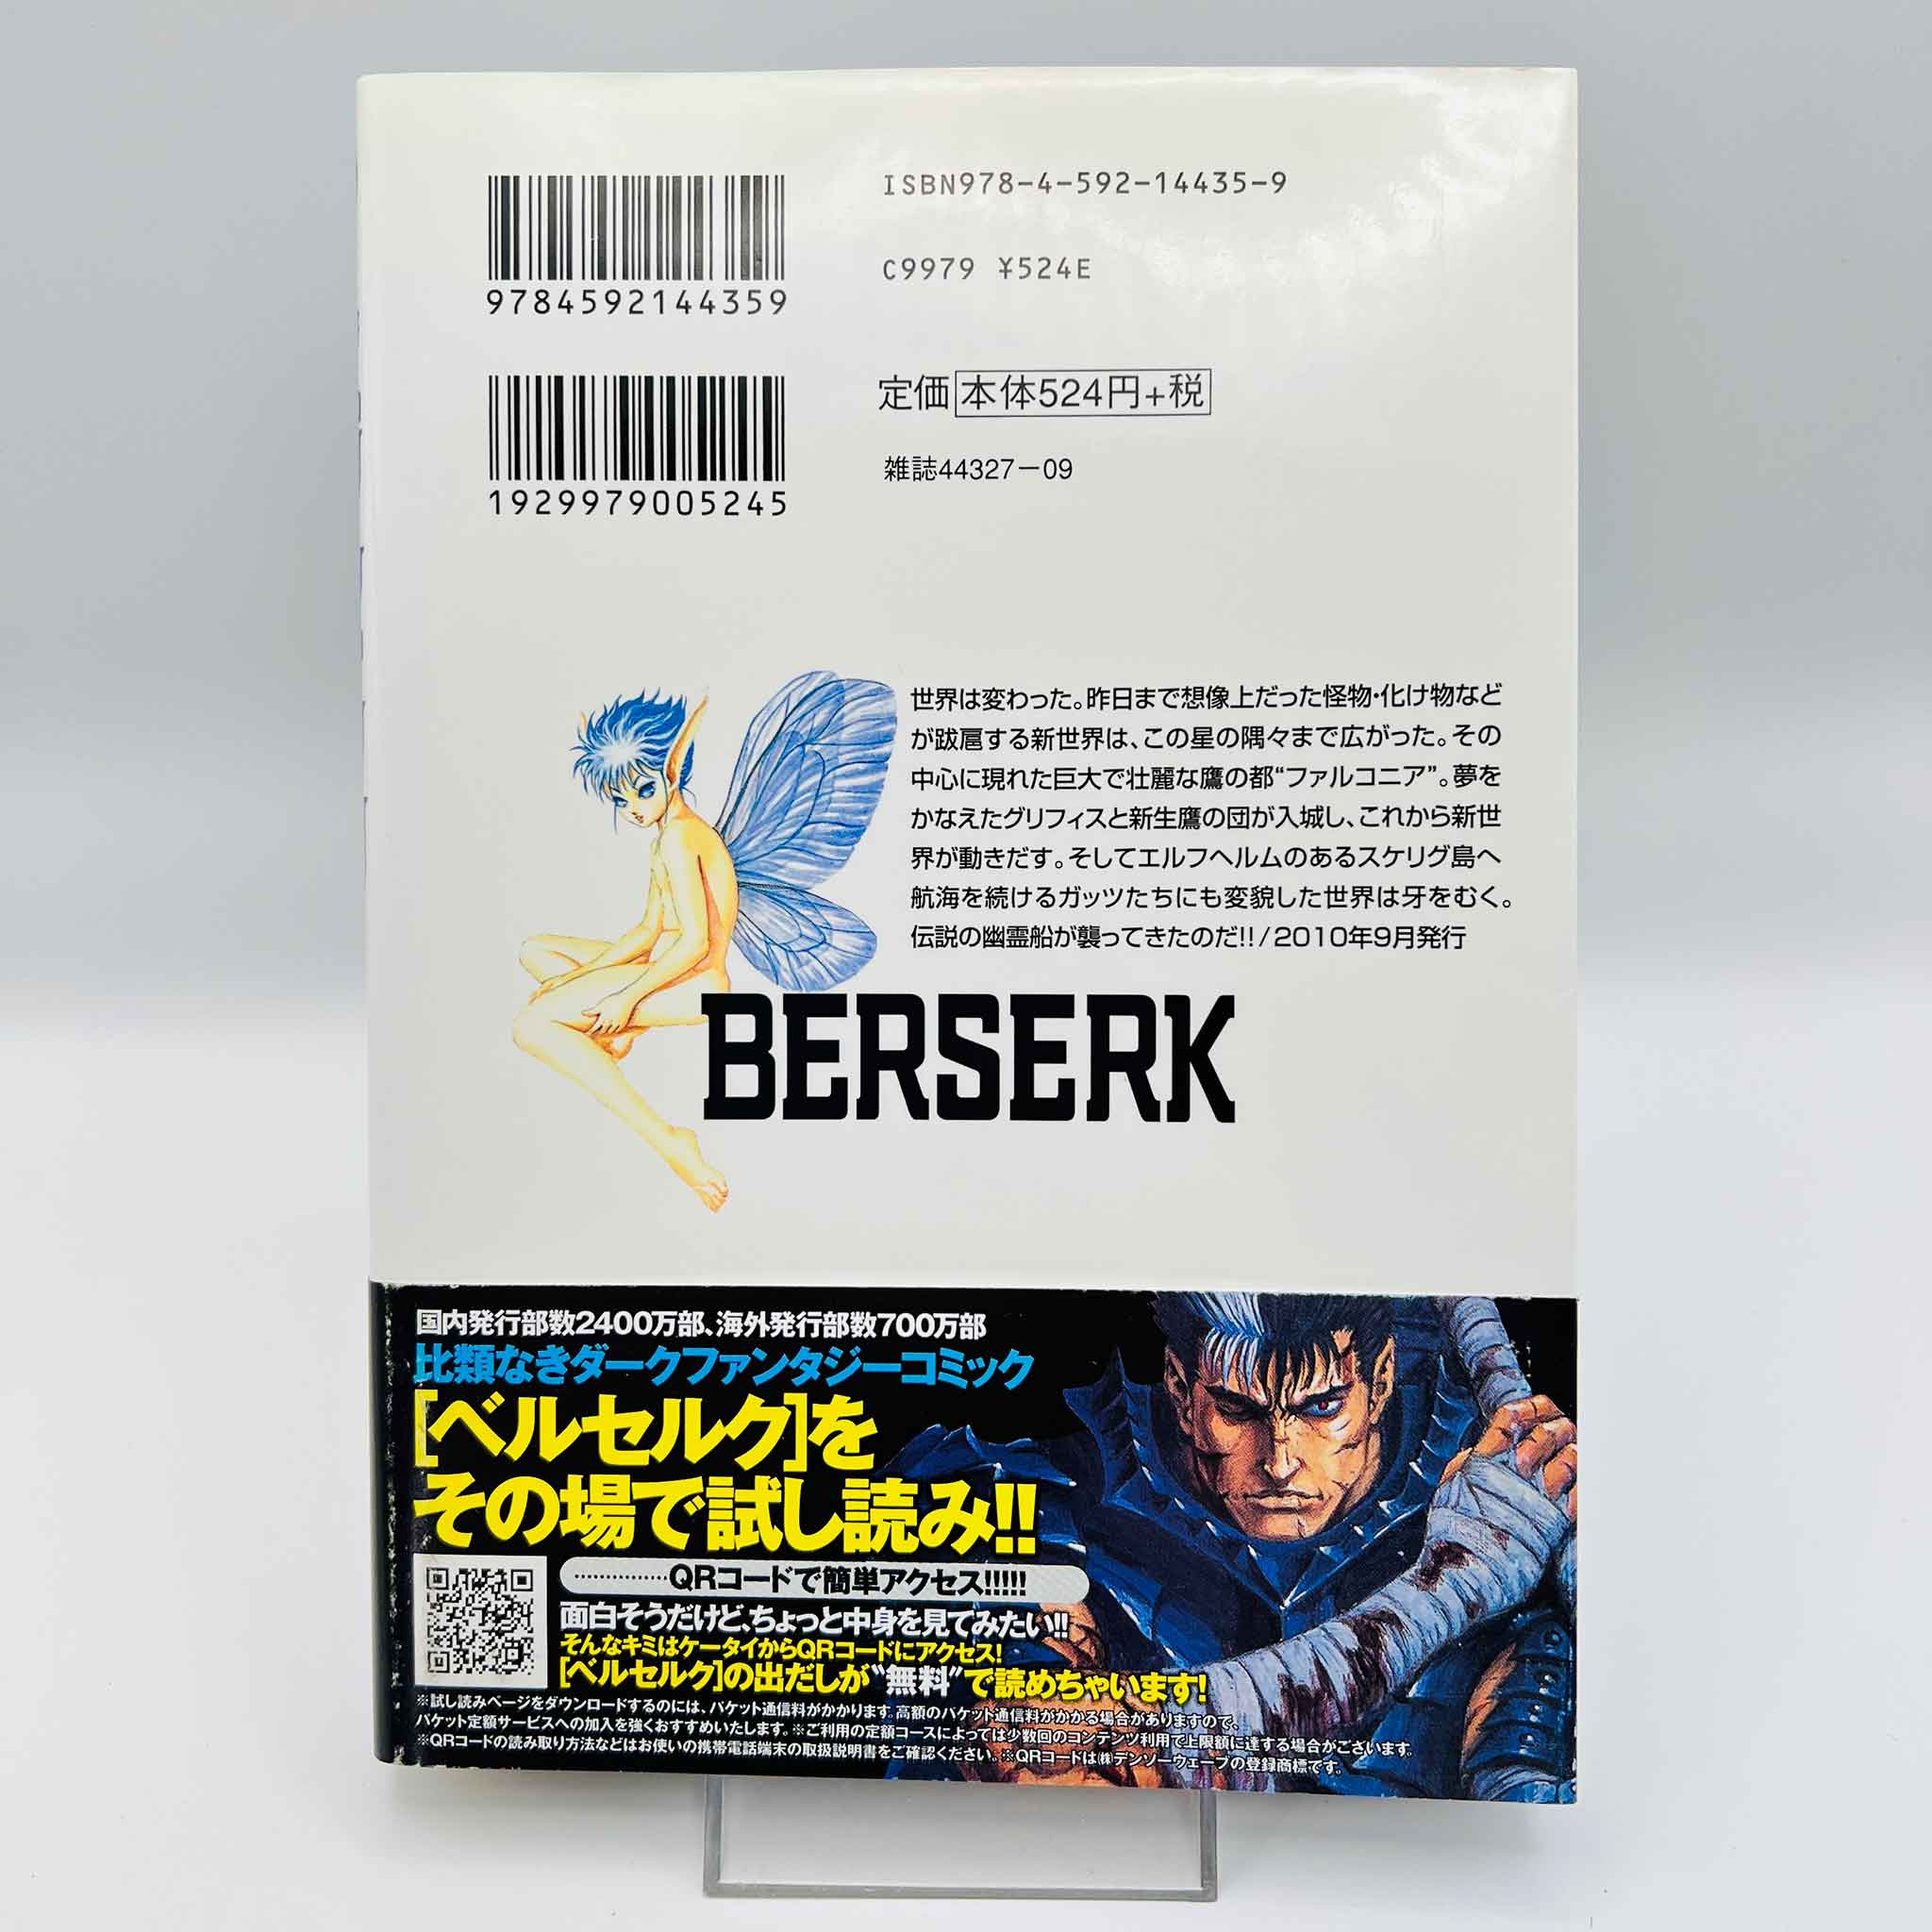 9784592144359
ISBN978-4-592-14435-9
C9979 ¥524E
1929979005245
定価 本体524円+税
雑誌44327-09
世界は変わった。昨日まで想像上だった怪物・化け物など
が跋扈する新世界は、この星の隅々まで広がった。その
中心に現れた巨大で壮麗な鷹の都“ファルコニア”。夢を
かなえたグリフィスと新生鷹の団が入城し、これから新世
界が動きだす。そしてエルフヘルムのあるスケリグ島へ
航海を続けるガッツたちにも変貌した世界は牙をむく。
伝説の幽霊船が襲ってきたのだ!!/2010年9月発行
BERSERK
国内発行部数2400万部、海外発行部数700万部
比類なきダークファンタジーコミック
[ベルセルク]を
その場で試し読み!!
……………QRコードで簡単アクセス!!!!!
面白そうだけど、ちょっと中身を見てみたい!!
そんなキミはケータイからQRコードにアクセス!
[ベルセルク]の出だしが“無料”で読めちゃいます!
※試し読みページをダウンロードするのには、パケット通信料がかかります。高額のパケット通信料がかかる場合がありますので、
パケット定額サービスへの加入を強くおすすめいたします。※ご利用の定額コースによっては少数回のコンテンツ利用で上限額に達する場合がございます。
※QRコードの読み取り方法などはお使いの携帯電話端末の取扱説明書をご確認ください。※QRコードは㈱デンソーウェーブの登録商標です。